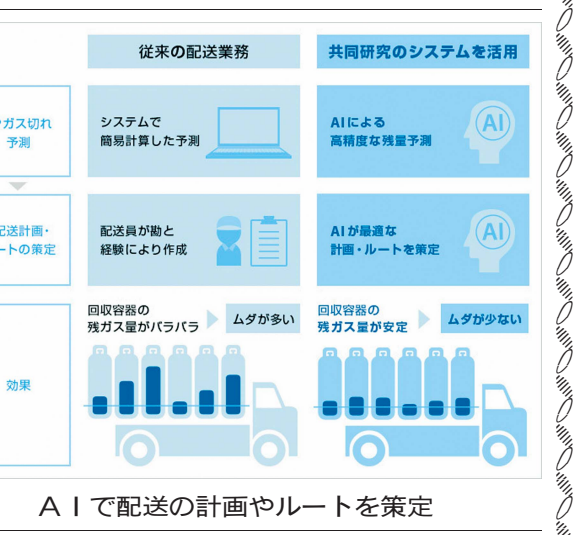 従来の配送業務
共同研究のシステムを活用
ガス切れ
予測
システムで
簡易計算した予測
AIによる
高精度な残量予測
AI
配送計画・
ートの策定
配送員が勘と
経験により作成
AIが最適な
計画・ルートを策定
AI
効果
回収容器の
残ガス量がバラバラ
ムダが多い
回収容器の
残ガス量が安定
ムダが少ない
AIで配送の計画やルートを策定